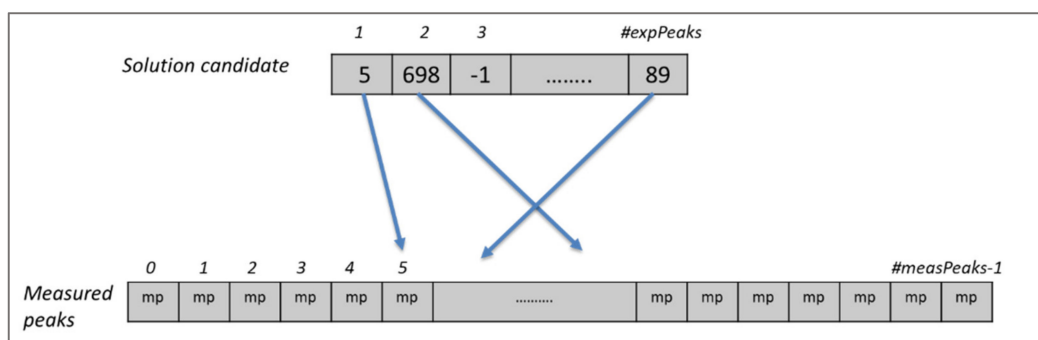 1 2 3 #expPeaks
Solution candidate 5 698 -1 ........ 89
0 1 2 3 4 5 #measPeaks-1
Measured peaks mp mp mp mp mp mp .......... mp mp mp mp mp mp mp